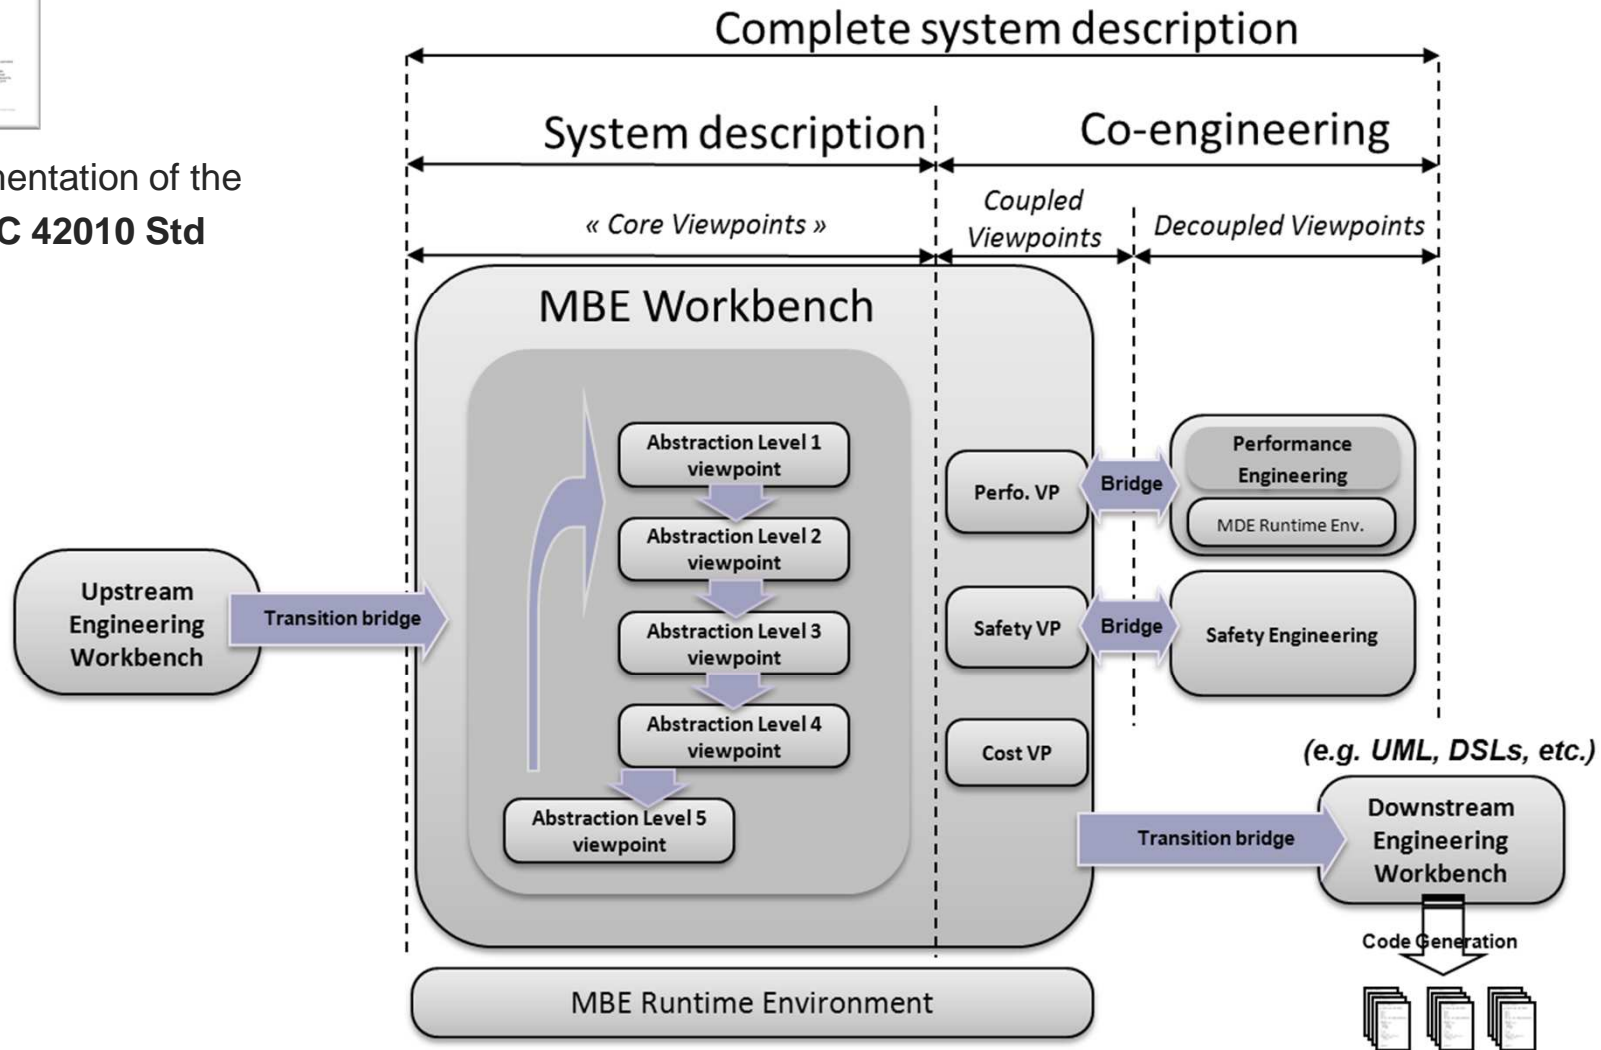 Complete system description
System description
Co-engineering
of the
C 42010 Std
« Core Viewpoints »
Coupled
Viewpoints
Decoupled Viewpoints
MBE Workbench
Abstraction Level 1
viewpoint
Abstraction Level 2
viewpoint
Abstraction Level 3
viewpoint
Abstraction Level 4
viewpoint
Abstraction Level 5
viewpoint
Upstream
Engineering
Workbench
Transition bridge
Perfo. VP
Bridge
Performance
Engineering
MDE Runtime Env.
Safety VP
Bridge
Safety Engineering
Cost VP
(e.g. UML, DSLs, etc.)
Transition bridge
Downstream
Engineering
Workbench
Code Generation
MBE Runtime Environment